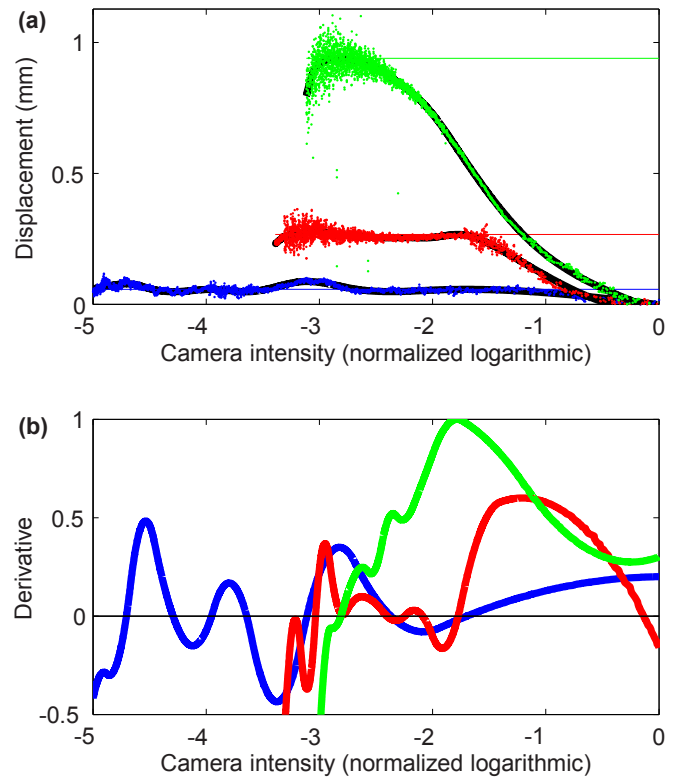 (a)
1
0.5
0
Displacement (mm)
-5 -4 -3 -2 -1 0
Camera intensity (normalized logarithmic)
(b)
1
0.5
0
-0.5
Derivative
-5 -4 -3 -2 -1 0
Camera intensity (normalized logarithmic)